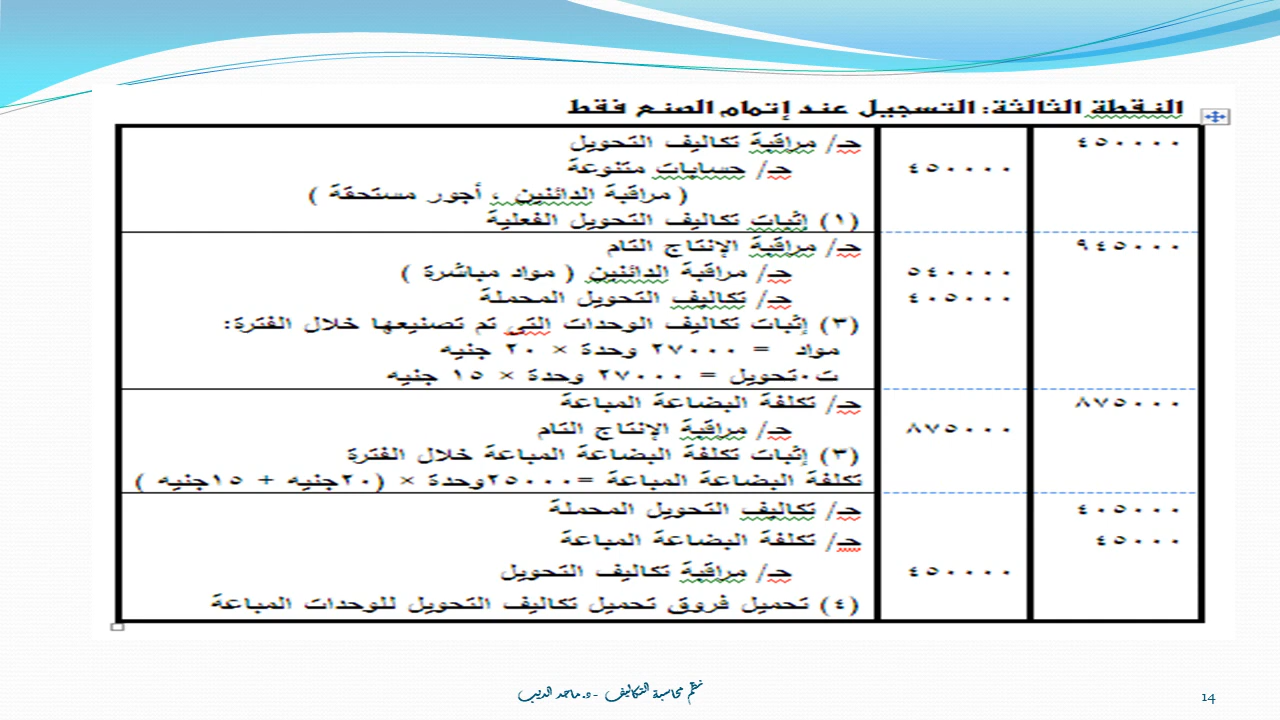 النقطة الثالثة: التسجيل عند إتمام الصنع فقط
٤٥٠٠٠٠ حـ/ مراقبة تكاليف التحويل
٤٥٠٠٠٠ حـ/ حسابات متنوعة
( مراقبة الدائنين ، أجور مستحقة )
(١) إثبات تكاليف التحويل الفعلية
٩٤٥٠٠٠ حـ/ مراقبة الإنتاج التام
٥٤٠٠٠٠ حـ/ مراقبة الدائنين ( مواد مباشرة )
٤٠٥٠٠٠ حـ/ تكاليف التحويل المحملة
(٣) إثبات تكاليف الوحدات التى تم تصنيعها خلال الفترة:
مواد = ٢٧٠٠٠ وحدة × ٢٠ جنيه
ت.تحويل = ٢٧٠٠٠ وحدة × ١٥ جنيه
٨٧٥٠٠٠ حـ/ تكلفة البضاعة المباعة
٨٧٥٠٠٠ حـ/ مراقبة الإنتاج التام
(٣) إثبات تكلفة البضاعة المباعة خلال الفترة
تكلفة البضاعة المباعة =٢٥٠٠٠وحدة × (٢٠جنيه + ١٥جنيه )
٤٠٥٠٠٠ حـ/ تكاليف التحويل المحملة
٤٥٠٠٠ حـ/ تكلفة البضاعة المباعة
٤٥٠٠٠٠ حـ/ مراقبة تكاليف التحويل
(٤) تحميل فروق تحميل تكاليف التحويل للوحدات المباعة
نظم محاسبة التكاليف - د. ماجد الديب
14